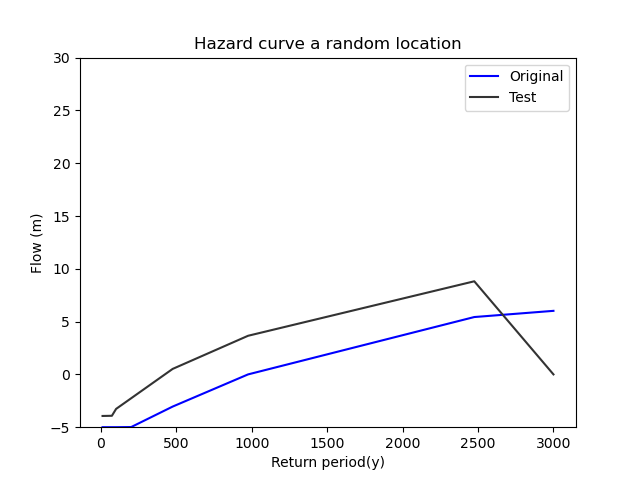 Hazard curve a random location
Original
Test
30
25
20
15
10
5
0
−5
Flow (m)
0 500 1000 1500 2000 2500 3000
Return period(y)